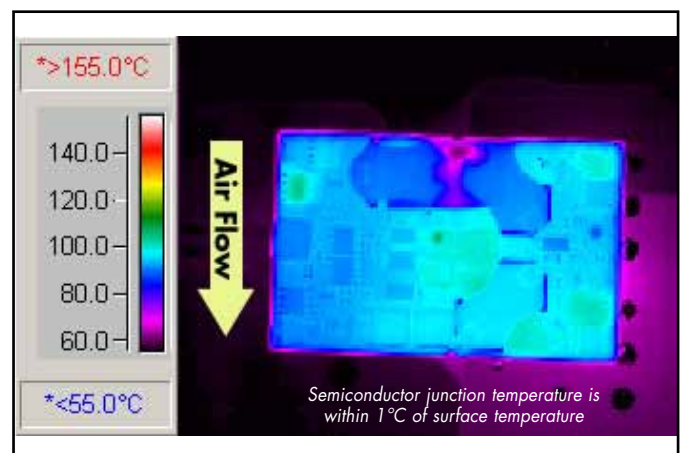 *>155.0°C
140.0
120.0
100.0
80.0
60.0
*<55.0°C
Air Flow
Semiconductor junction temperature is
within 1°C of surface temperature